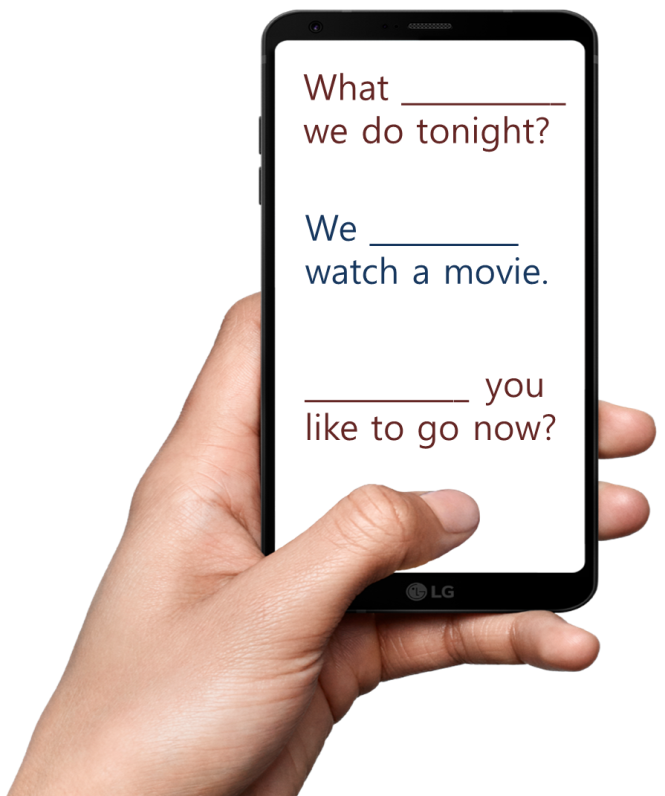 What __________
we do tonight?
We _________
watch a movie.
__________ you
like to go now?
LG